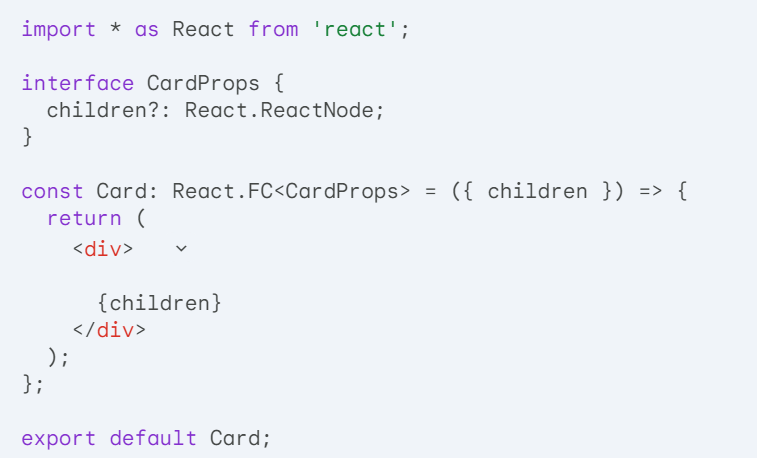 import * as React from 'react';
interface CardProps {
  children?: React.ReactNode;
}
const Card: React.FC<CardProps> = ({ children }) => {
  return (
    <div>
      {children}
    </div>
  );
};
export default Card;